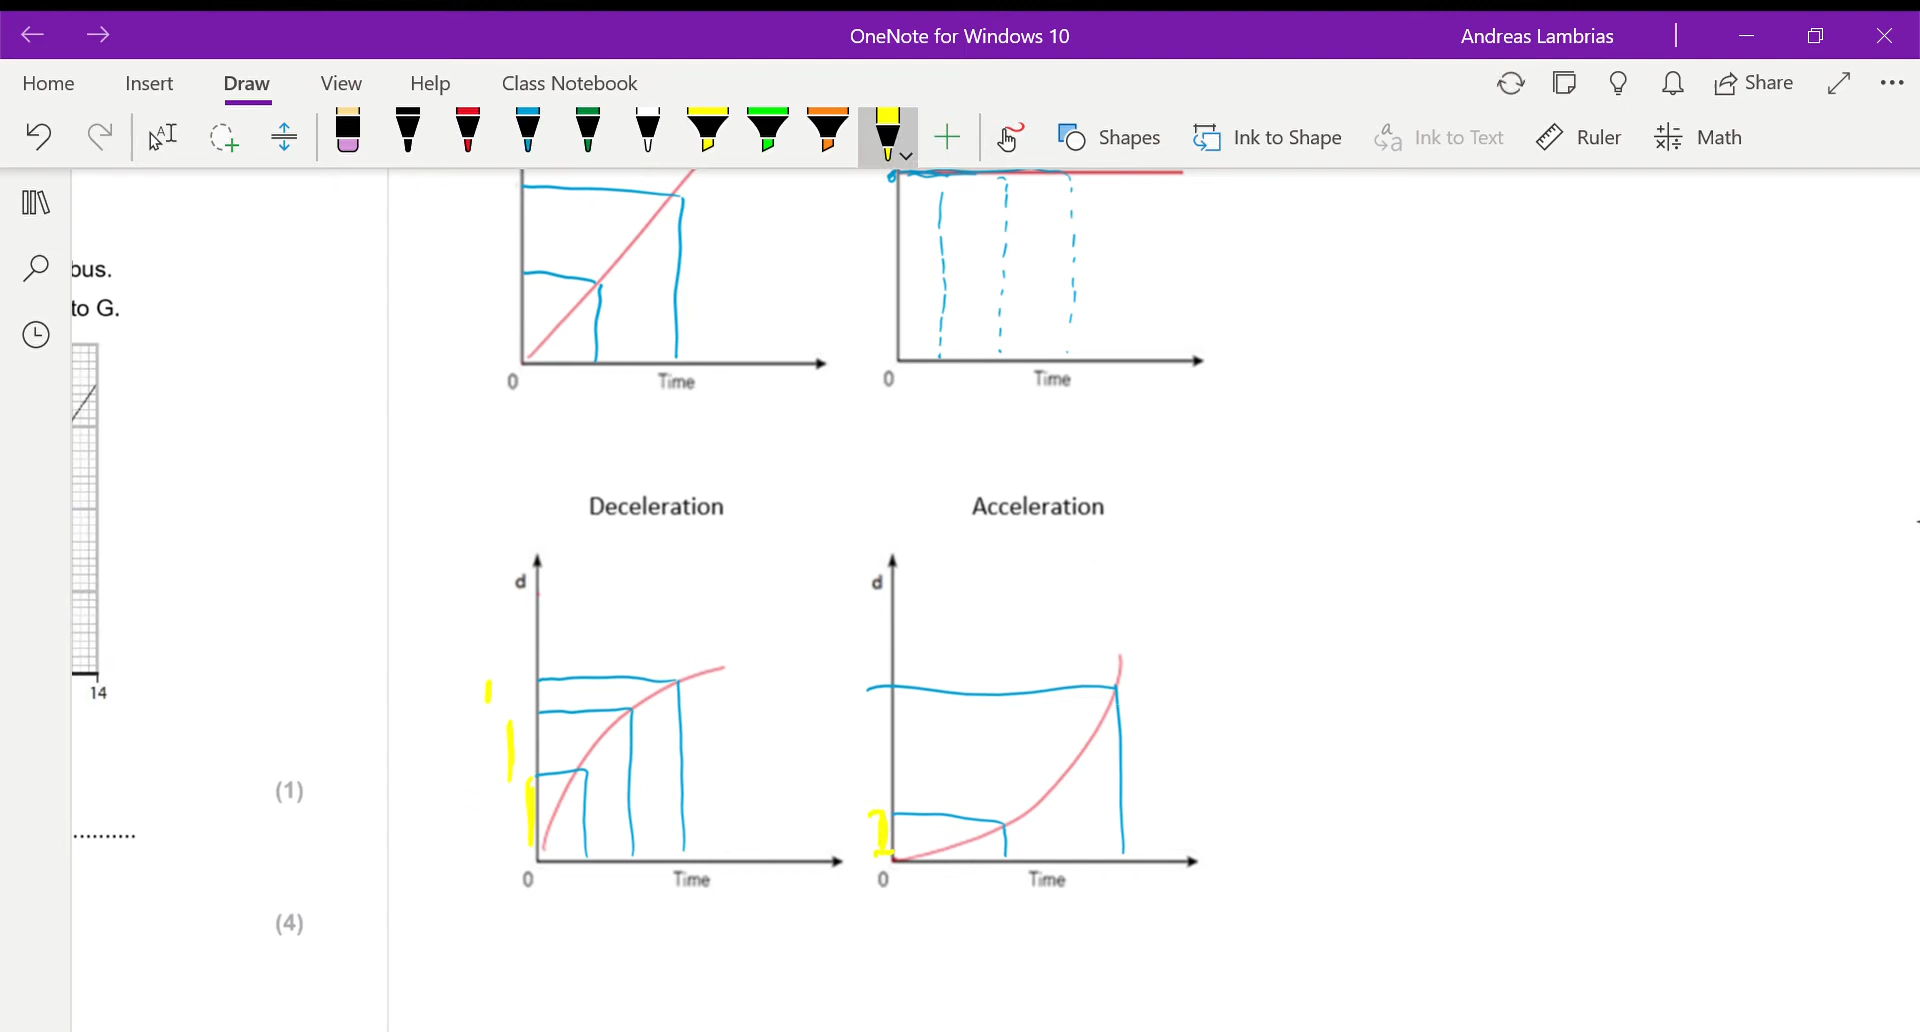 OneNote for Windows 10
Andreas Lambrias
Home Insert Draw View Help Class Notebook
Share
Shapes Ink to Shape Ink to Text Ruler Math
bus.
to G.
14
(1)
..........
(4)
0 Time
0 Time
Deceleration Acceleration
d
d
0 Time
0 Time